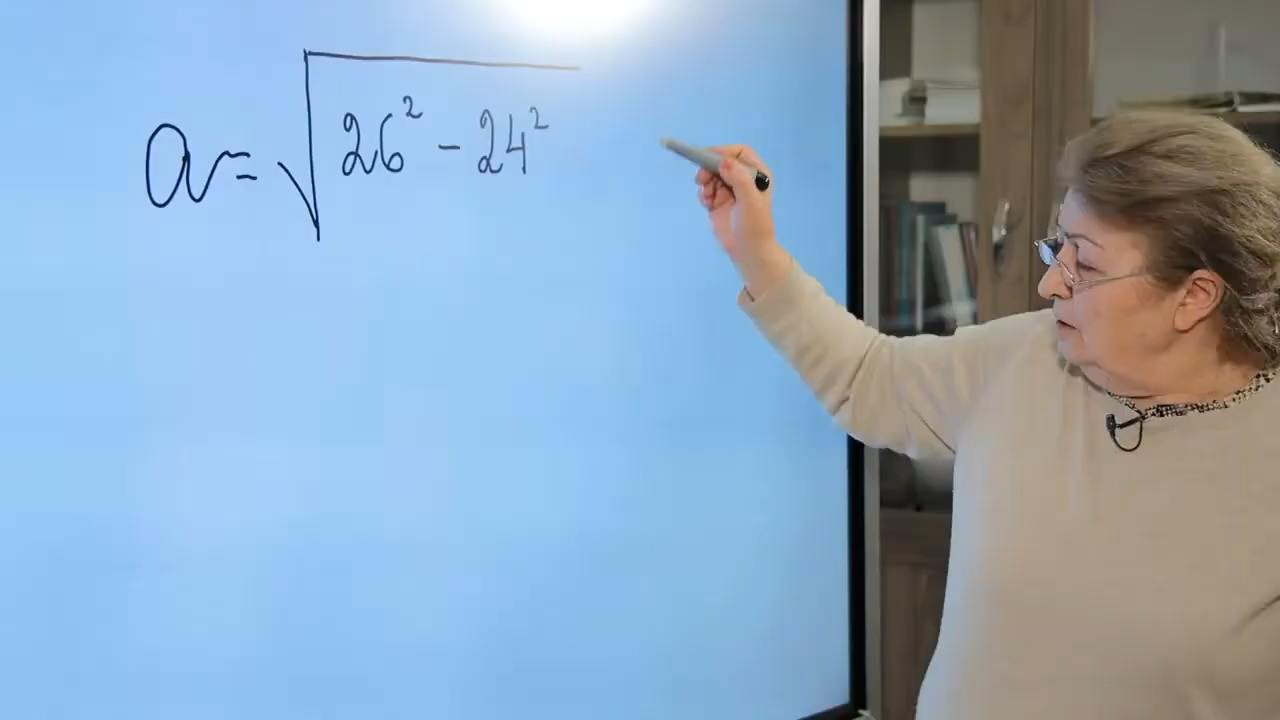 a = √26² - 24²